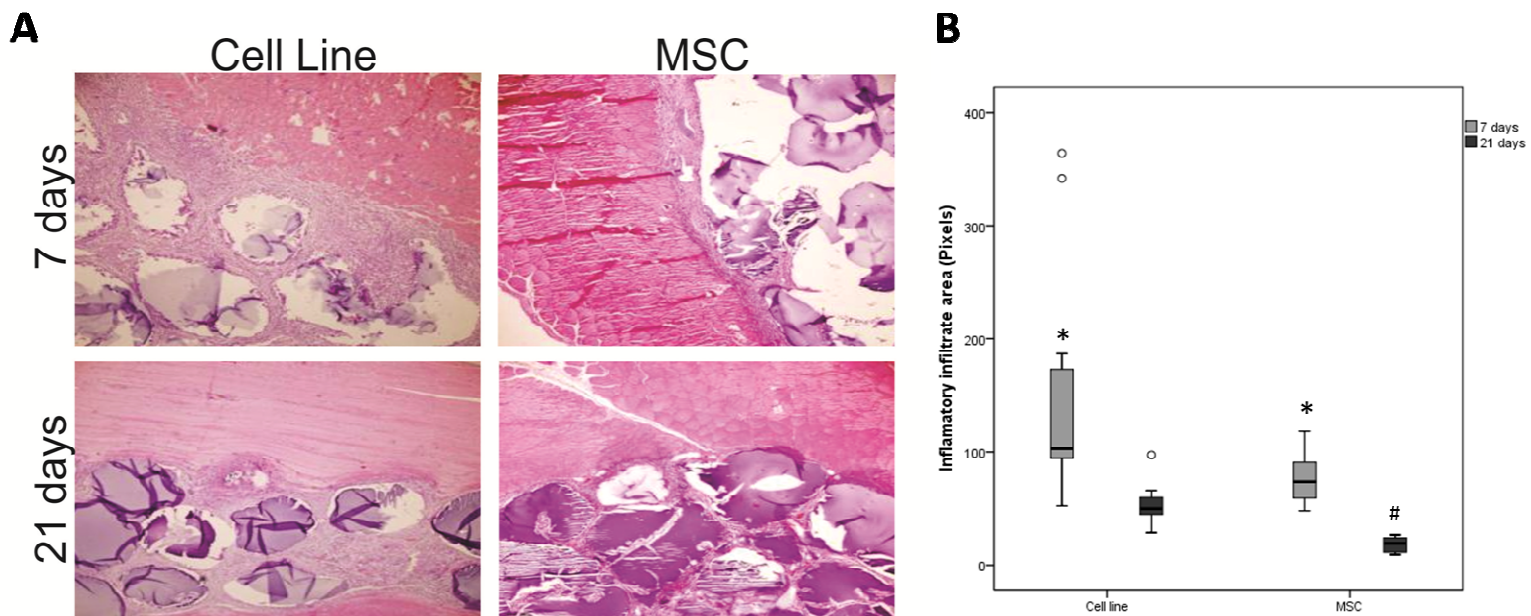 A
Cell Line
MSC
7 days
21 days
B
Inflamatory infiltrate area (Pixels)
400
300
200
100
0
*
*
#
Cell line
MSC
7 days
21 days